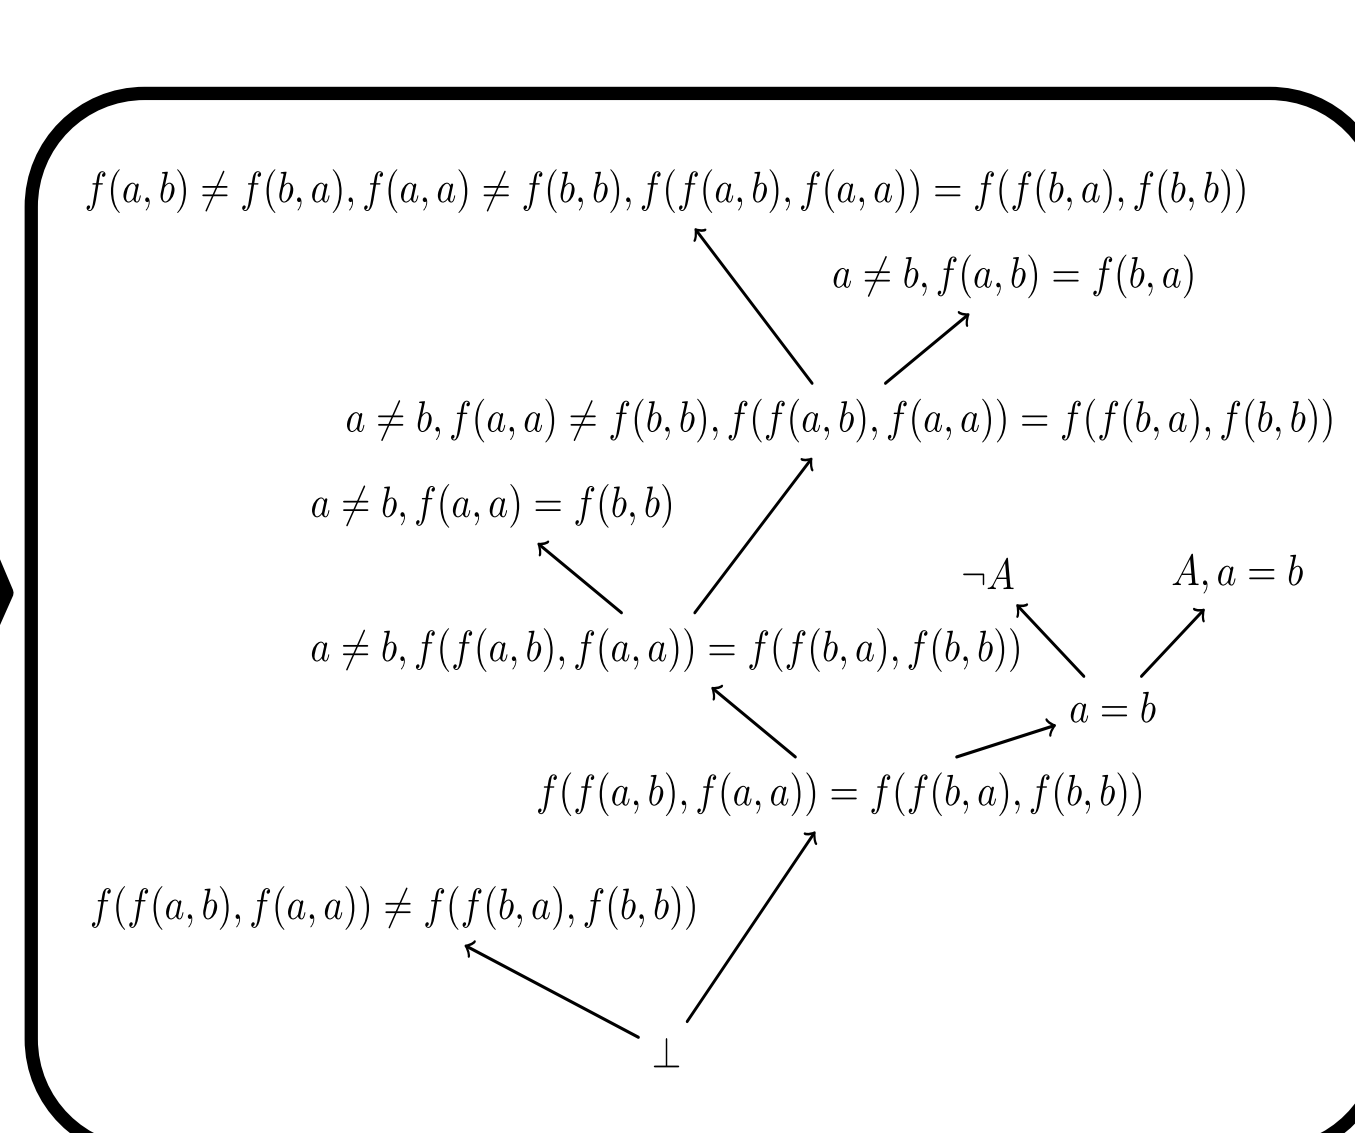 f(a, b) ≠ f(b, a), f(a, a) ≠ f(b, b), f(f(a, b), f(a, a)) = f(f(b, a), f(b, b))
a ≠ b, f(a, b) = f(b, a)
a ≠ b, f(a, a) ≠ f(b, b), f(f(a, b), f(a, a)) = f(f(b, a), f(b, b))
a ≠ b, f(a, a) = f(b, b)
¬A
A, a = b
a ≠ b, f(f(a, b), f(a, a)) = f(f(b, a), f(b, b))
a = b
f(f(a, b), f(a, a)) = f(f(b, a), f(b, b))
f(f(a, b), f(a, a)) ≠ f(f(b, a), f(b, b))
⊥